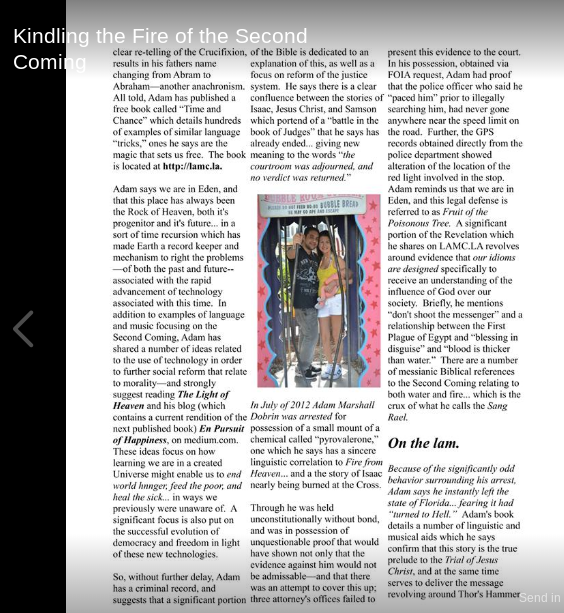 Kindling the Fire of the Second
Coming
clear re-telling of the Crucifixion,
results in his fathers name
changing from Abram to
Abraham—another anachronism.
All told, Adam has published a
free book called “Time and
Chance” which details hundreds
of examples of similar language
“tricky,” ones he says are the
magic that sets us free. The book
is located at http://lamc.la.
Adam says we are in Eden, and
that this place has always been
the Rock of Heaven, both it's
progenitor and it's future... in a
sort of time recursion which has
made Earth a record keeper and
mechanism to right the problems
—of both the past and future--
associated with the rapid
advancement of technology
associated with this time. In
addition to examples of language
and music focusing on the
Second Coming, Adam has
shared a number of ideas related
to the use of technology in order
to further social reform that relate
to morality—and strongly
suggest reading The Light of
Heaven and his blog (which
contains a current rendition of the
next published book) En Pursuit
of Happiness, on medium.com.
These ideas focus on how
learning we are in a created
Universe might enable us to end
world hunger, feed the poor, and
heal the sick... in ways we
previously were unaware of. A
significant focus is also put on
the successful evolution of
democracy and freedom in light
of these new technologies.
So, without further delay, Adam
has a criminal record, and
suggests that a significant portion
of the Bible is dedicated to an
explanation of this, as well as a
focus on reform of the justice
system. He says there is a clear
confluence between the stories of
Isaac, Jesus Christ, and Samson
which portend of a “battle in the
book of Judges” that he says has
already ended... giving new
meaning to the words “the
courtroom was adjourned, and
no verdict was returned.”
BUBBLE BREAD
In July of 2012 Adam Marshall
Dobrin was arrested for
possession of a small mount of a
chemical called “pyrovalerone,”
one which he says has a sincere
linguistic correlation to Fire from
Heaven... and a the story of Isaac
nearly being burned at the Cross.
Through he was held
unconstitutionally without bond,
and was in possession of
unquestionable proof that would
have shown not only that the
evidence against him would not
be admissable—and that there
was an attempt to cover this up;
three attorney's offices failed to
present this evidence to the court.
In his possession, obtained via
FOIA request, Adam had proof
that the police officer who said he
“paced him” prior to illegally
searching him, had never gone
anywhere near the speed limit on
the road. Further, the GPS
records obtained directly from the
police department showed
alteration of the location of the
red light involved in the stop.
Adam reminds us that we are in
Eden, and this legal defense is
referred to as Fruit of the
Poisonous Tree. A significant
portion of the Revelation which
he shares on LAMC.LA revolves
around evidence that our idioms
are designed specifically to
receive an understanding of the
influence of God over our
society. Briefly, he mentions
“don't shoot the messenger” and a
relationship between the First
Plague of Egypt and “blessing in
disguise” and “blood is thicker
than water.” There are a number
of messianic Biblical references
to the Second Coming relating to
both water and fire... which is the
crux of what he calls the Sang
Rael.
On the lam.
Because of the significantly odd
behavior surrounding his arrest,
Adam says he instantly left the
state of Florida... fearing it had
“turned to Hell.” Adam's book
details a number of linguistic and
musical aids which he says
confirm that this story is the true
prelude to the Trial of Jesus
Christ, and at the same time
serves to deliver the message
revolving around Thor's Hammer
Send in